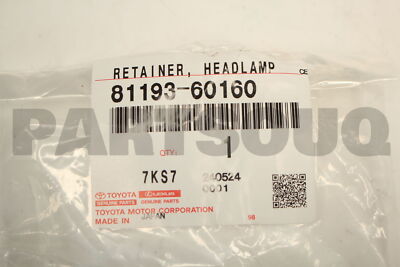 RETAINER, HEADLAMP CE
81193-60160
PARTSOUQ
QTY: 1
7KS7 240524
0001
TOYOTA LEXUS
GENUINE PARTS GENUINE PARTS
TOYOTA MOTOR CORPORATION
MADE IN JAPAN 98